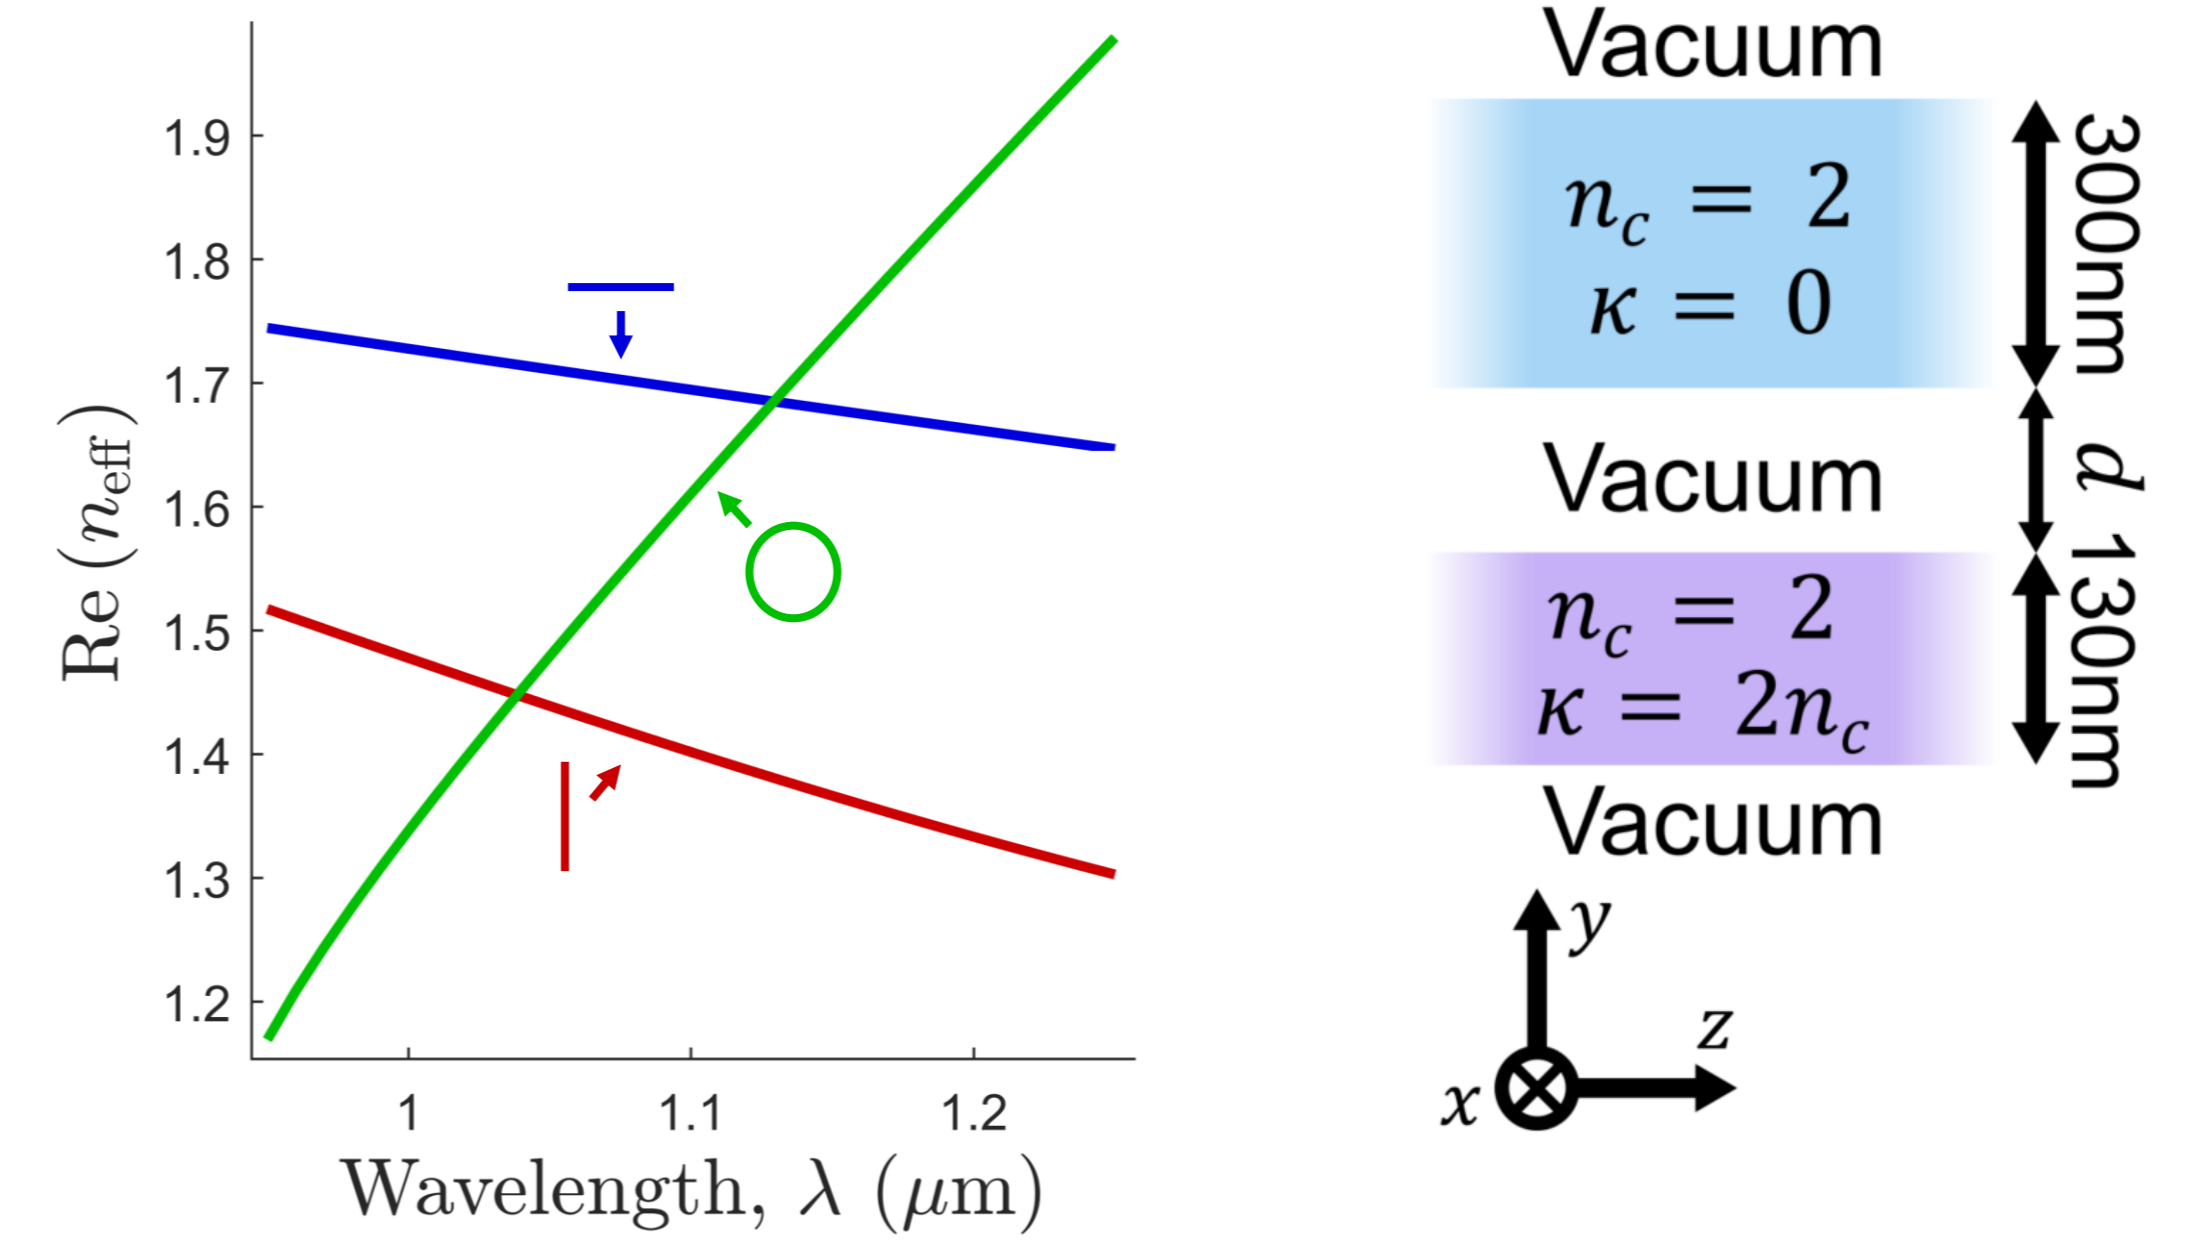 1.9
1.8
1.7
1.6
1.5
1.4
1.3
1.2
Re (n_eff)
1
1.1
1.2
Wavelength, λ (μm)
Vacuum
n_c = 2
κ = 0
300nm
Vacuum
d
n_c = 2
κ = 2n_c
130nm
Vacuum
y
z
x